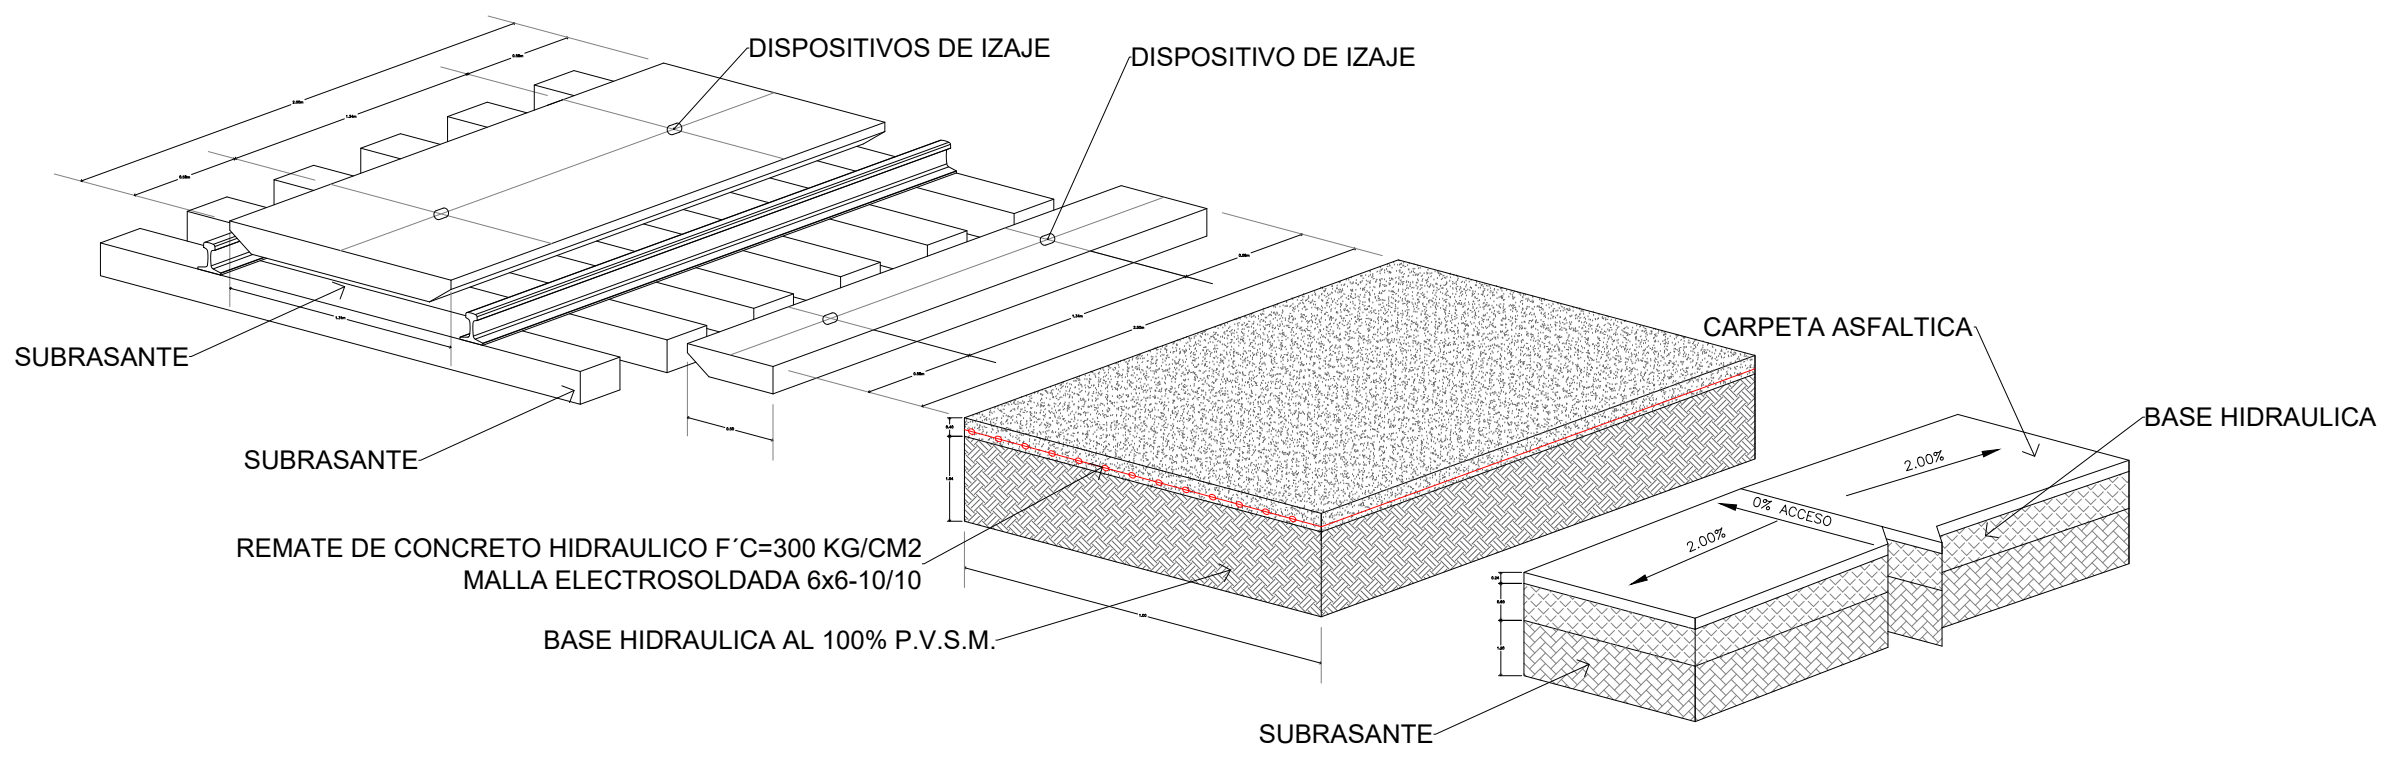 DISPOSITIVOS DE IZAJE
DISPOSITIVO DE IZAJE
SUBRASANTE
SUBRASANTE
CARPETA ASFALTICA
BASE HIDRAULICA
2.00%
0% ACCESO
2.00%
REMATE DE CONCRETO HIDRAULICO F´C=300 KG/CM2
MALLA ELECTROSOLDADA 6x6-10/10
BASE HIDRAULICA AL 100% P.V.S.M.
SUBRASANTE